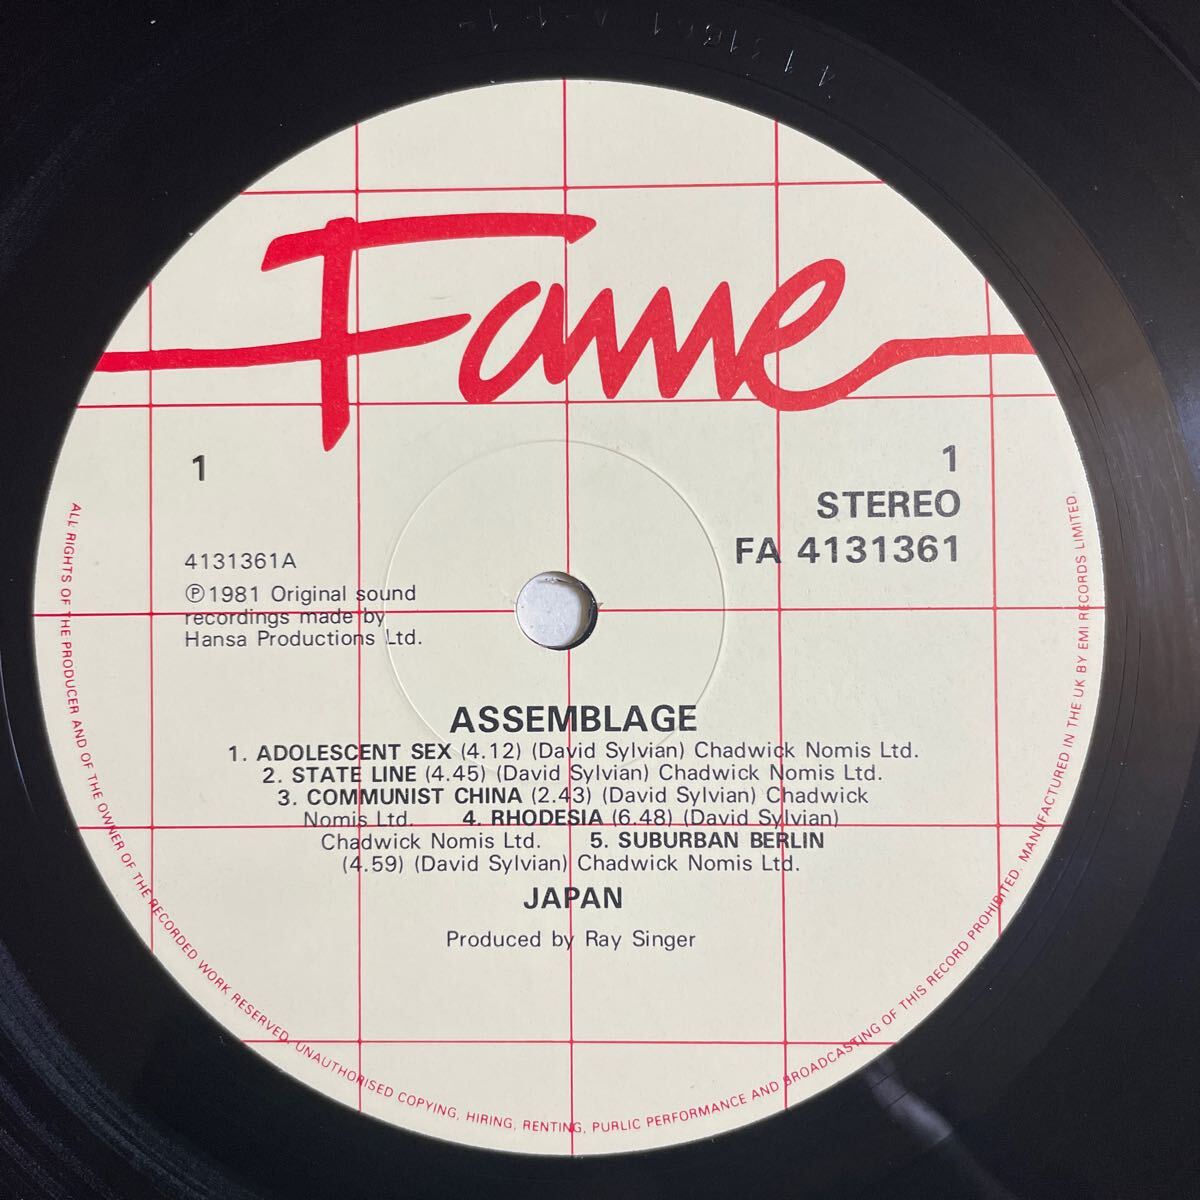 Fame
1
1
STEREO
FA 4131361
4131361A
Ⓟ1981 Original sound
recordings made by
Hansa Productions Ltd.
ASSEMBLAGE
1. ADOLESCENT SEX (4.12) (David Sylvian) Chadwick Nomis Ltd.
2. STATE LINE (4.45) (David Sylvian) Chadwick Nomis Ltd.
3. COMMUNIST CHINA (2.43) (David Sylvian) Chadwick
Nomis Ltd. 4. RHODESIA (6.48) (David Sylvian)
Chadwick Nomis Ltd. 5. SUBURBAN BERLIN
(4.59) (David Sylvian) Chadwick Nomis Ltd.
JAPAN
Produced by Ray Singer
ALL RIGHTS OF THE PRODUCER AND OF THE OWNER OF THE RECORDED WORK RESERVED. UNAUTHORISED COPYING, HIRING, RENTING, PUBLIC PERFORMANCE AND BROADCASTING OF THIS RECORD PROHIBITED. MANUFACTURED IN THE UK BY EMI RECORDS LIMITED.